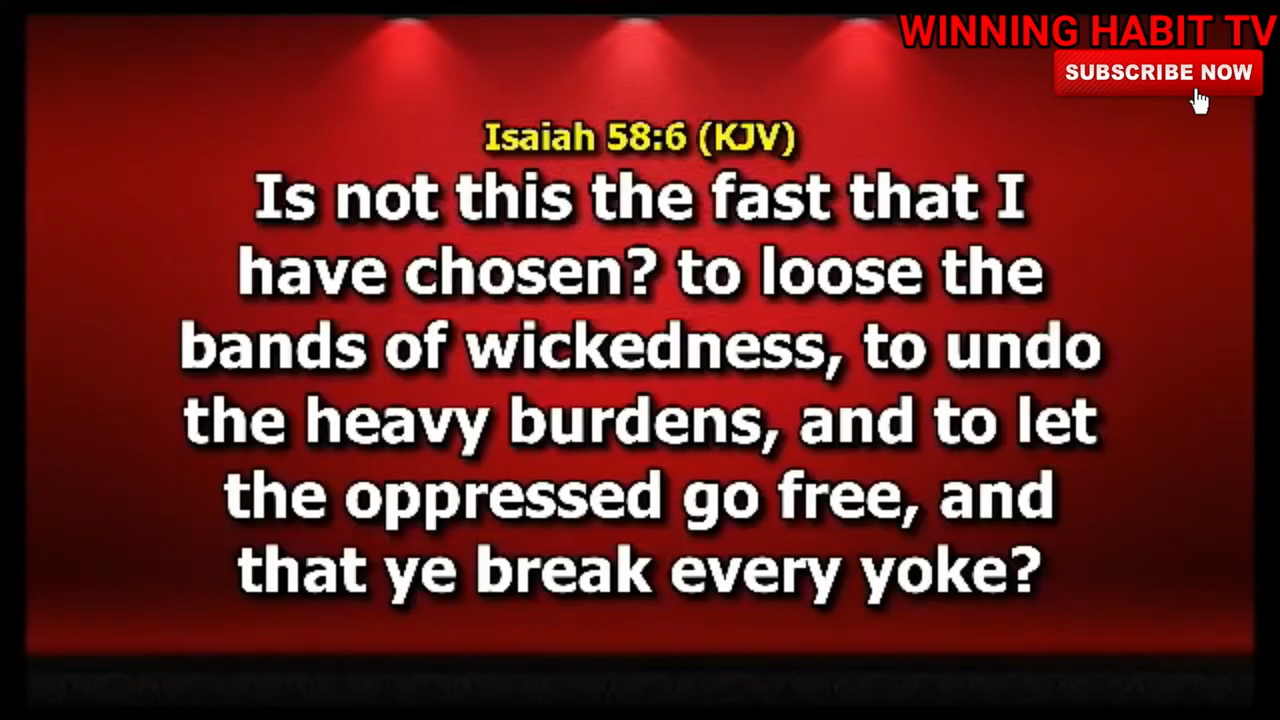 WINNING HABIT TV
SUBSCRIBE NOW
Isaiah 58:6 (KJV)
Is not this the fast that I
have chosen? to loose the
bands of wickedness, to undo
the heavy burdens, and to let
the oppressed go free, and
that ye break every yoke?